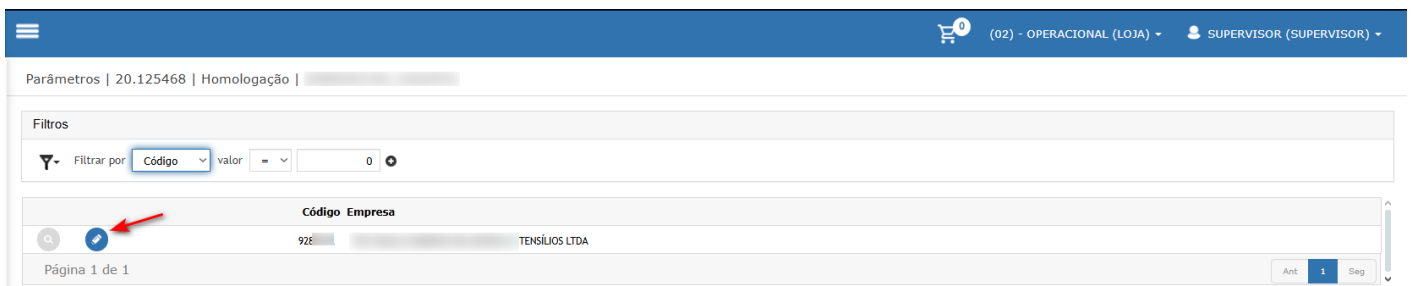 0 (02) - OPERACIONAL (LOJA) SUPERVISOR (SUPERVISOR)
Parâmetros | 20.125468 | Homologação |
Filtros
Filtrar por Código valor = 0
Código Empresa
928 TENSÍLIOS LTDA
Página 1 de 1 Ant 1 Seg